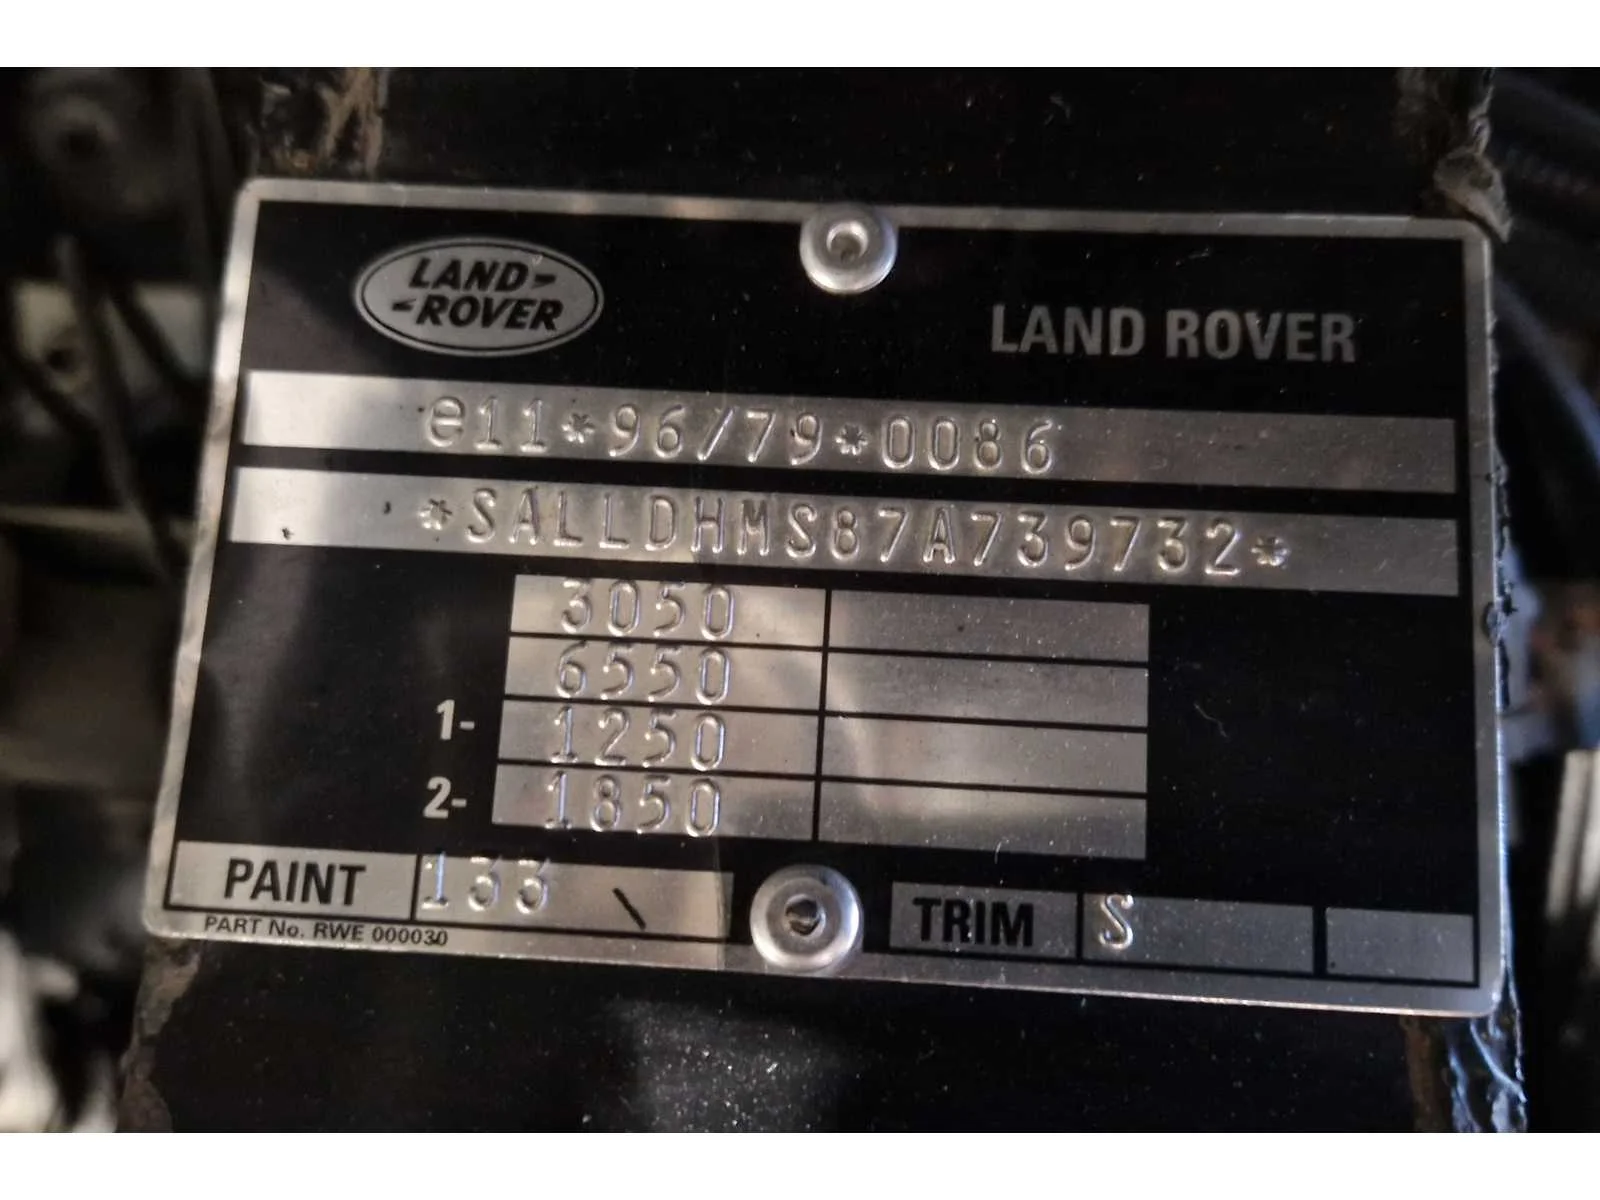 LAND-
-ROVER
LAND ROVER
e11*96/79*0086
*SALLDHMS87A739732*
3050
6550
1- 1250
2- 1850
PAINT 133 \
TRIM S
PART No. RWE 000030